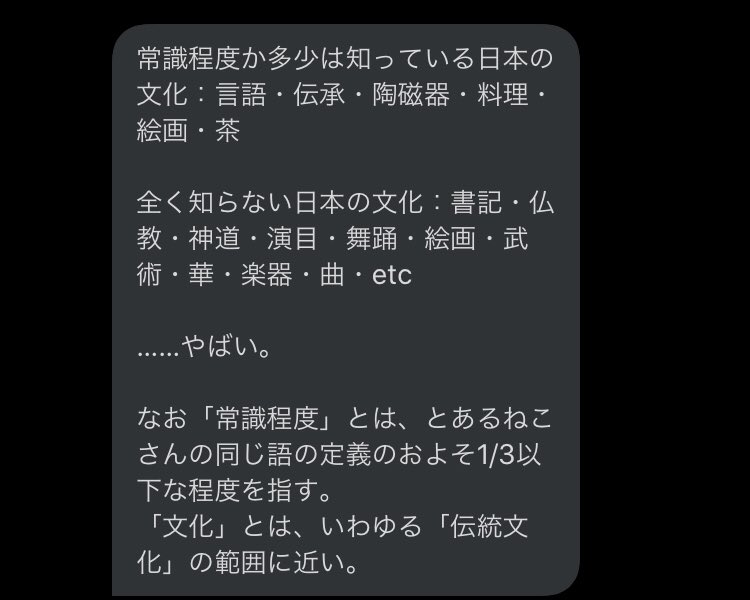 常識程度か多少は知っている日本の
文化：言語・伝承・陶磁器・料理・
絵画・茶
全く知らない日本の文化：書記・仏
教・神道・演目・舞踊・絵画・武
術・華・楽器・曲・etc
……やばい。
なお「常識程度」とは、とあるねこ
さんの同じ語の定義のおよそ1/3以
下な程度を指す。
「文化」とは、いわゆる「伝統文
化」の範囲に近い。